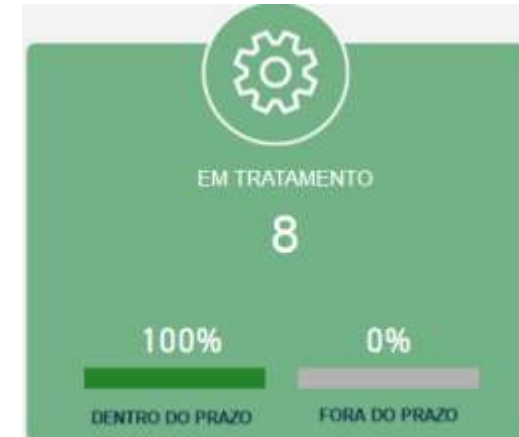 EM TRATAMENTO
8
100% 0%
DENTRO DO PRAZO FORA DO PRAZO